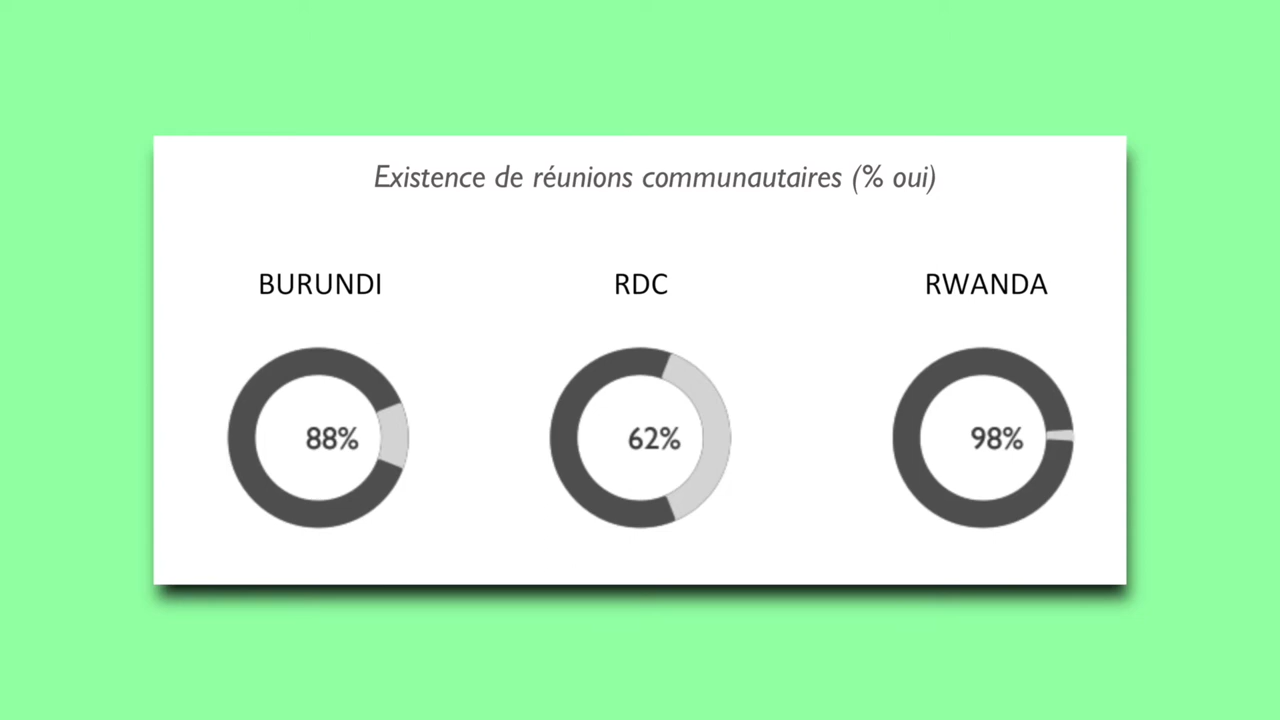 Existence de réunions communautaires (% oui)
BURUNDI RDC RWANDA
88% 62% 98%